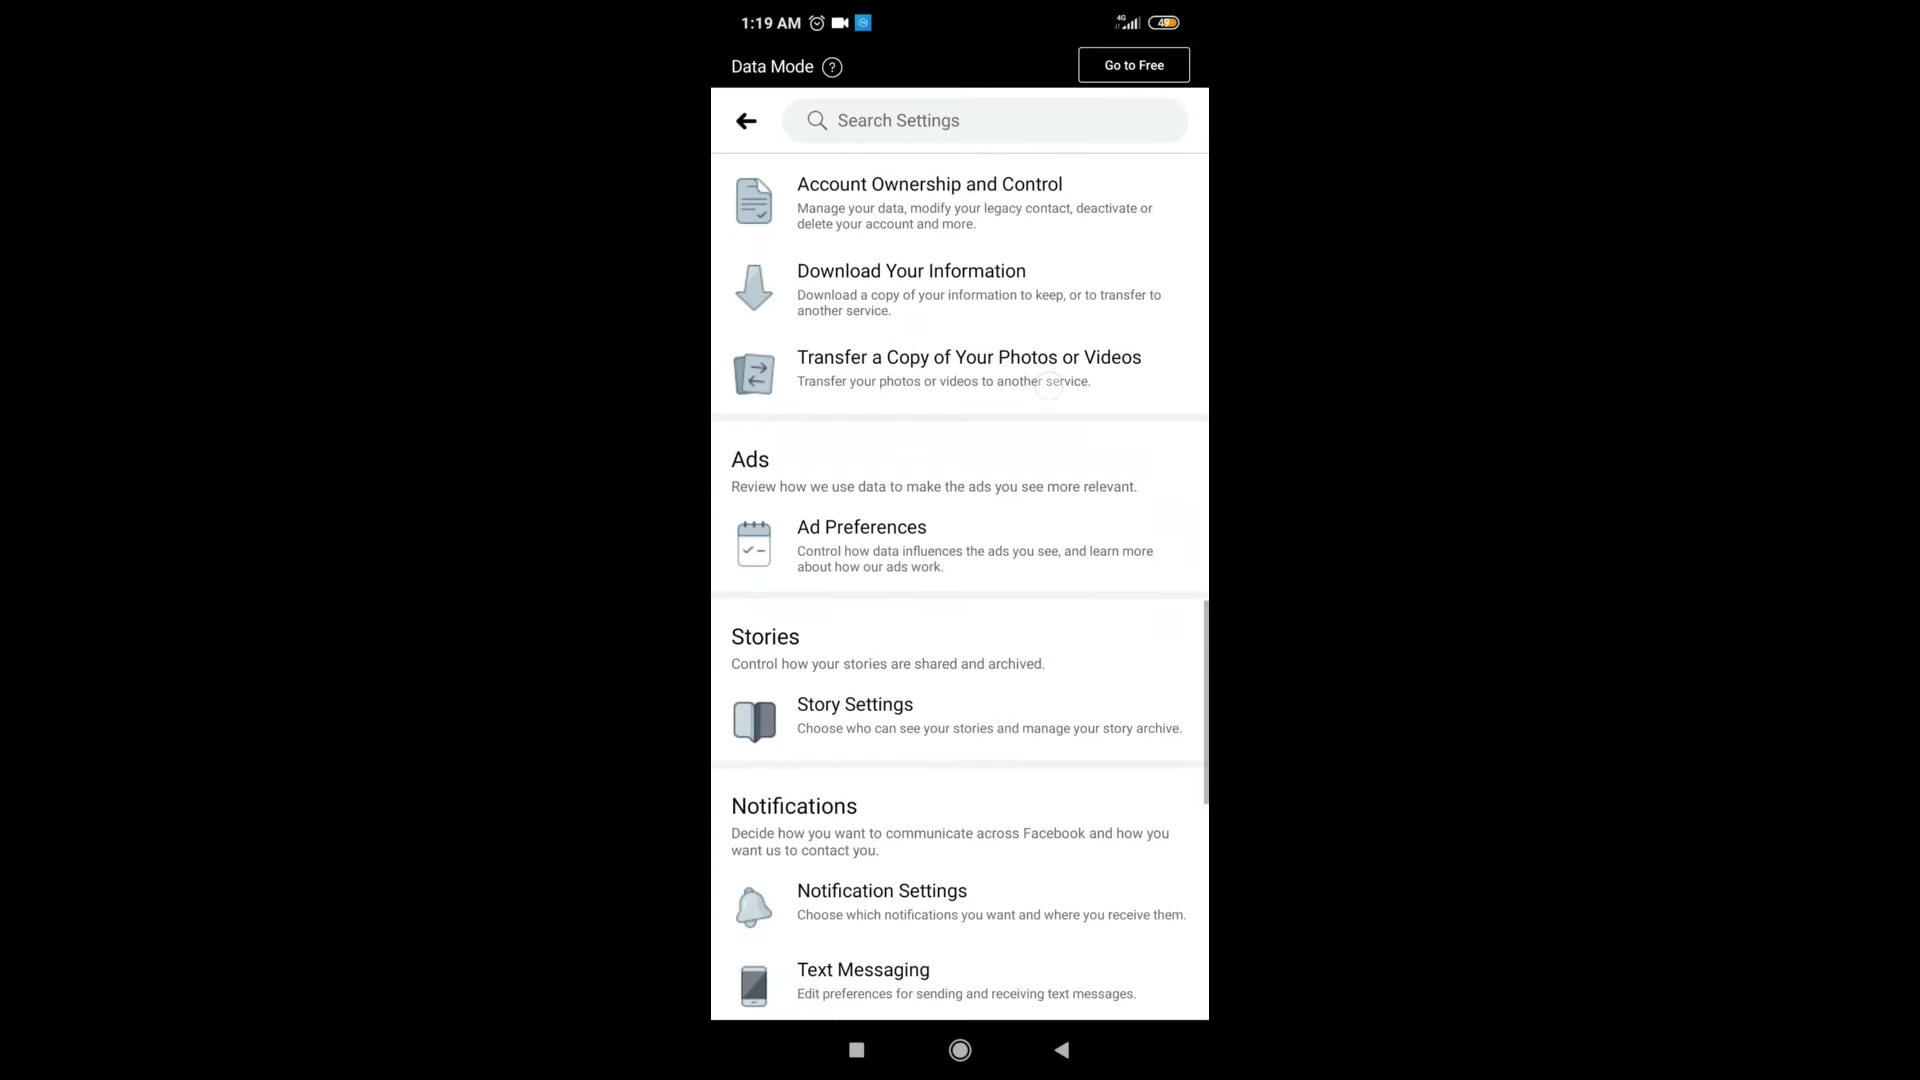 1:19 AM
4G
49
Data Mode ?
Go to Free
Search Settings
Account Ownership and Control
Manage your data, modify your legacy contact, deactivate or
delete your account and more.
Download Your Information
Download a copy of your information to keep, or to transfer to
another service.
Transfer a Copy of Your Photos or Videos
Transfer your photos or videos to another service.
Ads
Review how we use data to make the ads you see more relevant.
Ad Preferences
Control how data influences the ads you see, and learn more
about how our ads work.
Stories
Control how your stories are shared and archived.
Story Settings
Choose who can see your stories and manage your story archive.
Notifications
Decide how you want to communicate across Facebook and how you
want us to contact you.
Notification Settings
Choose which notifications you want and where you receive them.
Text Messaging
Edit preferences for sending and receiving text messages.